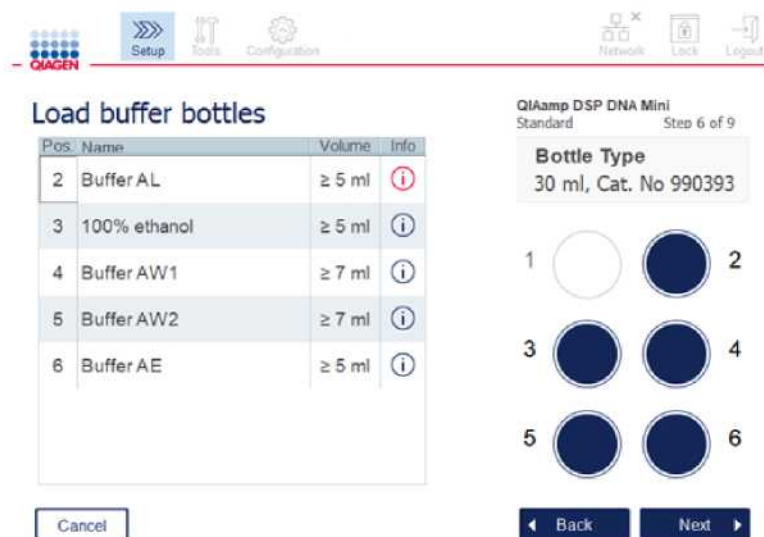 Setup
Tools
Configuration
Network
Lock
Logout
QIAGEN
Load buffer bottles
QIAamp DSP DNA Mini
Standard Step 6 of 9
Pos. Name Volume Info
Bottle Type
30 ml, Cat. No 990393
2 Buffer AL ≥ 5 ml i
3 100% ethanol ≥ 5 ml i
4 Buffer AW1 ≥ 7 ml i
5 Buffer AW2 ≥ 7 ml i
6 Buffer AE ≥ 5 ml i
1 2
3 4
5 6
Cancel
Back
Next